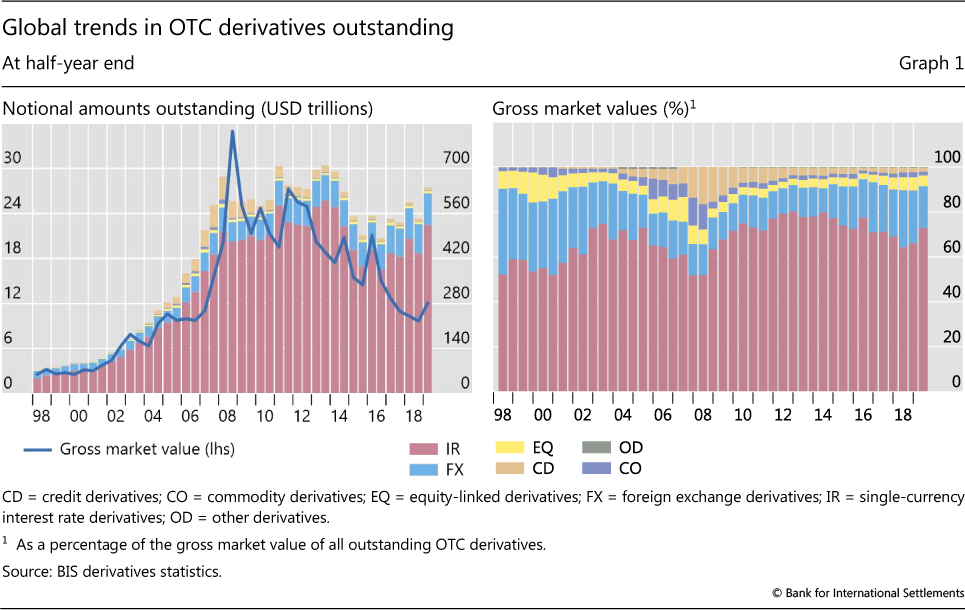 Global trends in OTC derivatives outstanding
At half-year end
Graph 1
Notional amounts outstanding (USD trillions)
Gross market values (%)¹
30
24
18
12
6
0
700
560
420
280
140
0
98 00 02 04 06 08 10 12 14 16 18
100
80
60
40
20
0
98 00 02 04 06 08 10 12 14 16 18
Gross market value (lhs)
IR
FX
EQ
CD
OD
CO
CD = credit derivatives; CO = commodity derivatives; EQ = equity-linked derivatives; FX = foreign exchange derivatives; IR = single-currency
interest rate derivatives; OD = other derivatives.
¹ As a percentage of the gross market value of all outstanding OTC derivatives.
Source: BIS derivatives statistics.
© Bank for International Settlements